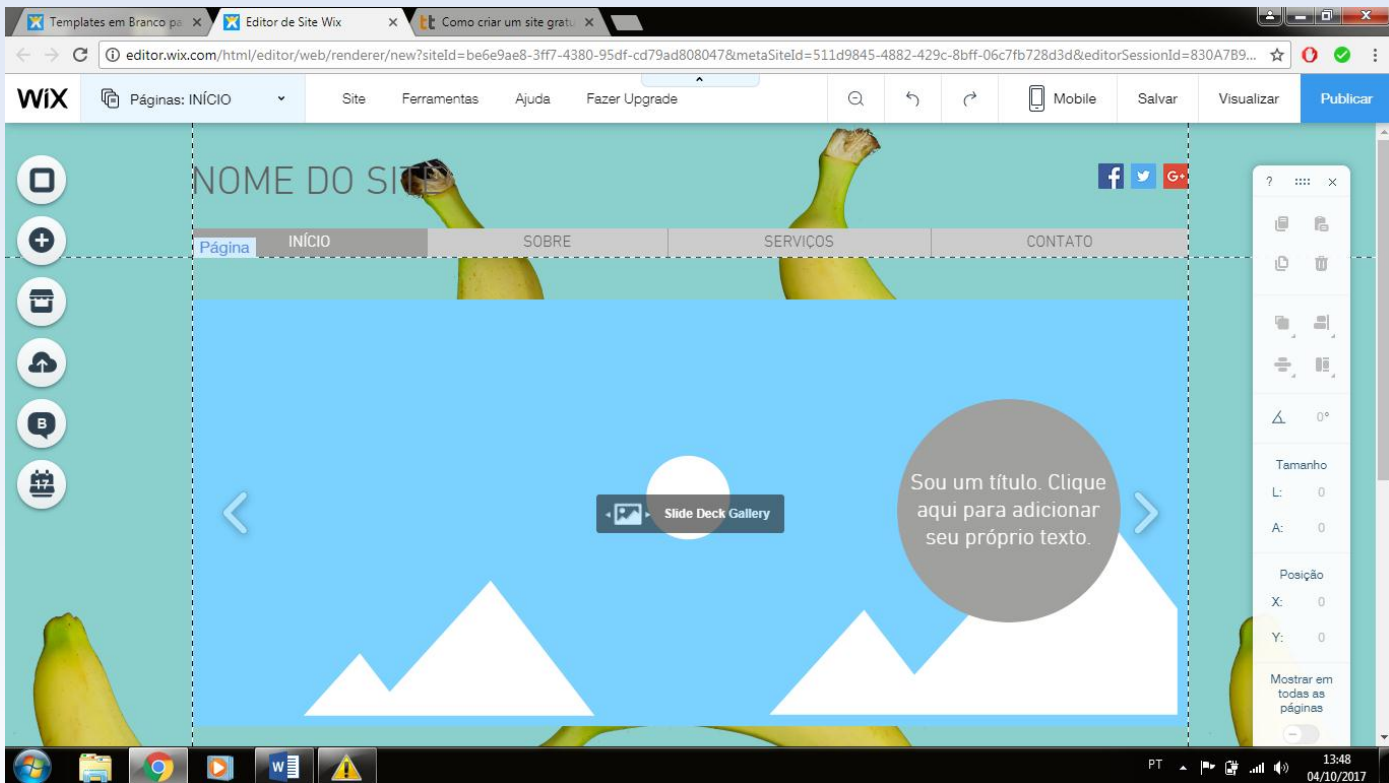 Templates em Branco pa
Editor de Site Wix
Como criar um site gratu
editor.wix.com/html/editor/web/renderer/new?siteId=be6e9ae8-3ff7-4380-95df-cd79ad808047&metaSiteId=511d9845-4882-429c-8bff-06c7fb728d3d&editorSessionId=830A7B9...
WiX Páginas: INÍCIO Site Ferramentas Ajuda Fazer Upgrade Mobile Salvar Visualizar Publicar
NOME DO SITE
Página INÍCIO SOBRE SERVIÇOS CONTATO
Slide Deck Gallery
Sou um título. Clique
aqui para adicionar
seu próprio texto.
?
0°
Tamanho
L: 0
A: 0
Posição
X: 0
Y: 0
Mostrar em
todas as
páginas
PT
13:48
04/10/2017